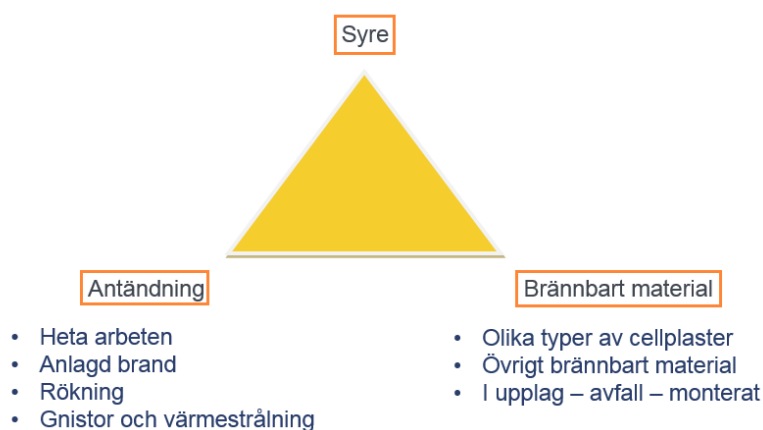 Syre
Antändning
• Heta arbeten
• Anlagd brand
• Rökning
• Gnistor och värmestrålning
Brännbart material
• Olika typer av cellplaster
• Övrigt brännbart material
• I upplag – avfall – monterat